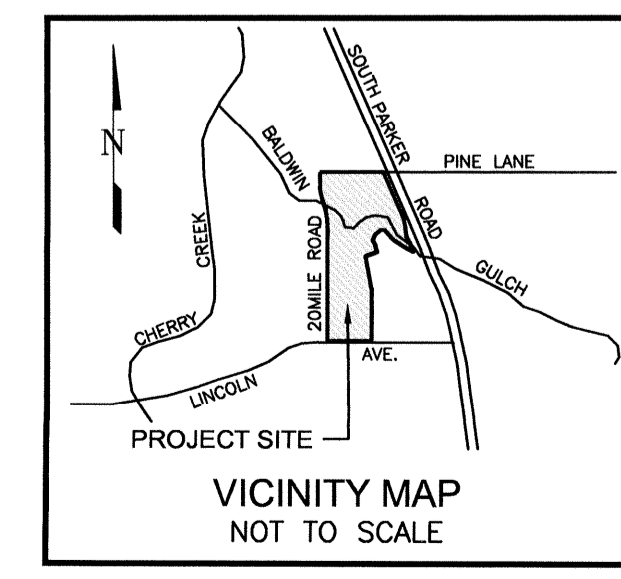 N
SOUTH PARKER
ROAD
BALDWIN
PINE LANE
CREEK
CHERRY
20MILE ROAD
GULCH
LINCOLN
AVE.
PROJECT SITE
VICINITY MAP
NOT TO SCALE